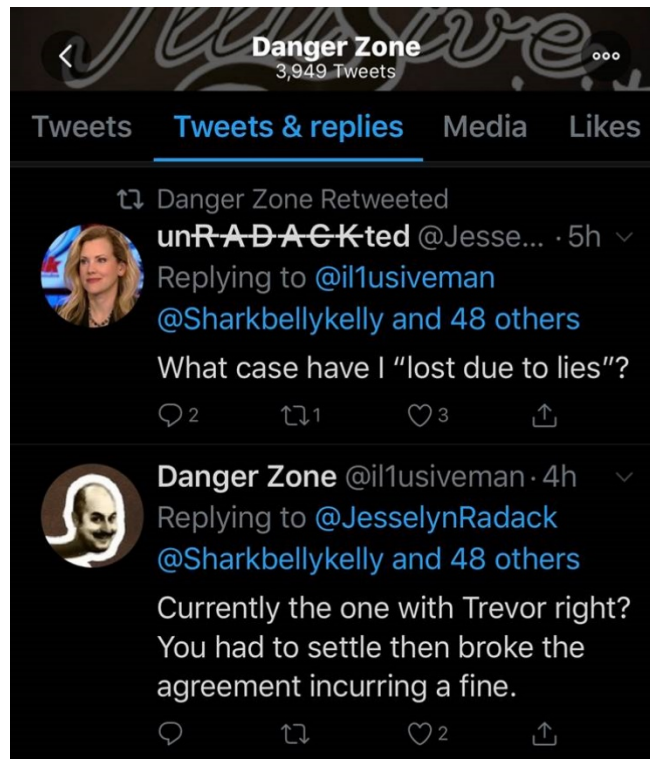 Danger Zone
3,949 Tweets
Tweets Tweets & replies Media Likes
Danger Zone Retweeted
unRADACKted @Jesse... · 5h
Replying to @il1usiveman
@Sharkbellykelly and 48 others
What case have I “lost due to lies”?
2 1 3
Danger Zone @il1usiveman · 4h
Replying to @JesselynRadack
@Sharkbellykelly and 48 others
Currently the one with Trevor right?
You had to settle then broke the
agreement incurring a fine.
2